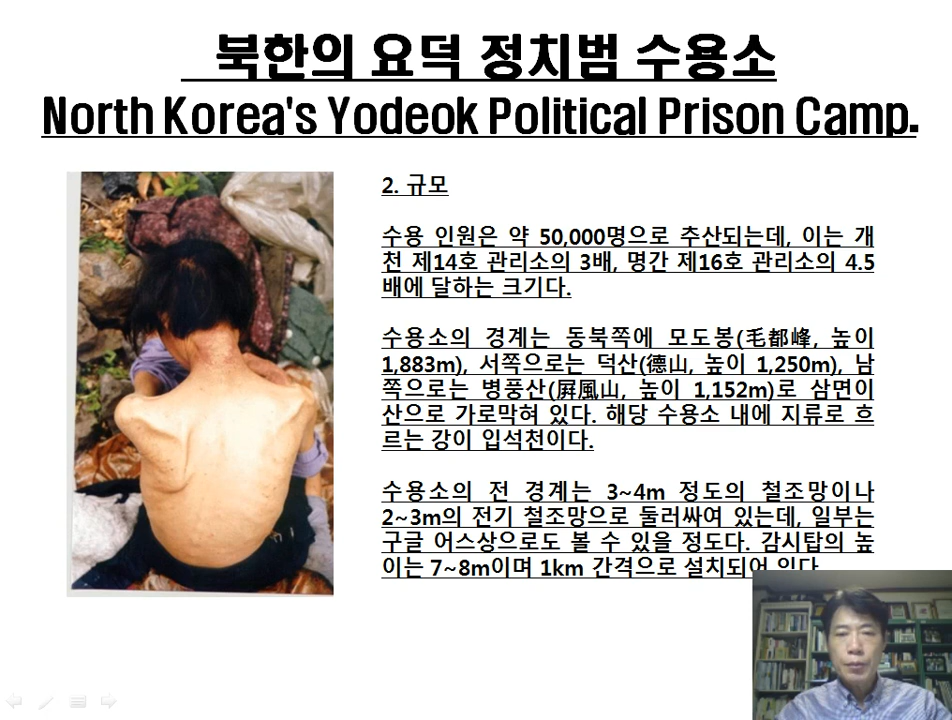 북한의 요덕 정치범 수용소
North Korea's Yodeok Political Prison Camp.
2. 규모
수용 인원은 약 50,000명으로 추산되는데, 이는 개
천 제14호 관리소의 3배, 명간 제16호 관리소의 4.5
배에 달하는 크기다.
수용소의 경계는 동북쪽에 모도봉(毛都峰, 높이
1,883m), 서쪽으로는 덕산(德山, 높이 1,250m), 남
쪽으로는 병풍산(屛風山, 높이 1,152m)로 삼면이
산으로 가로막혀 있다. 해당 수용소 내에 지류로 흐
르는 강이 입석천이다.
수용소의 전 경계는 3~4m 정도의 철조망이나
2~3m의 전기 철조망으로 둘러싸여 있는데, 일부는
구글 어스상으로도 볼 수 있을 정도다. 감시탑의 높
이는 7~8m이며 1km 간격으로 설치되어 있다